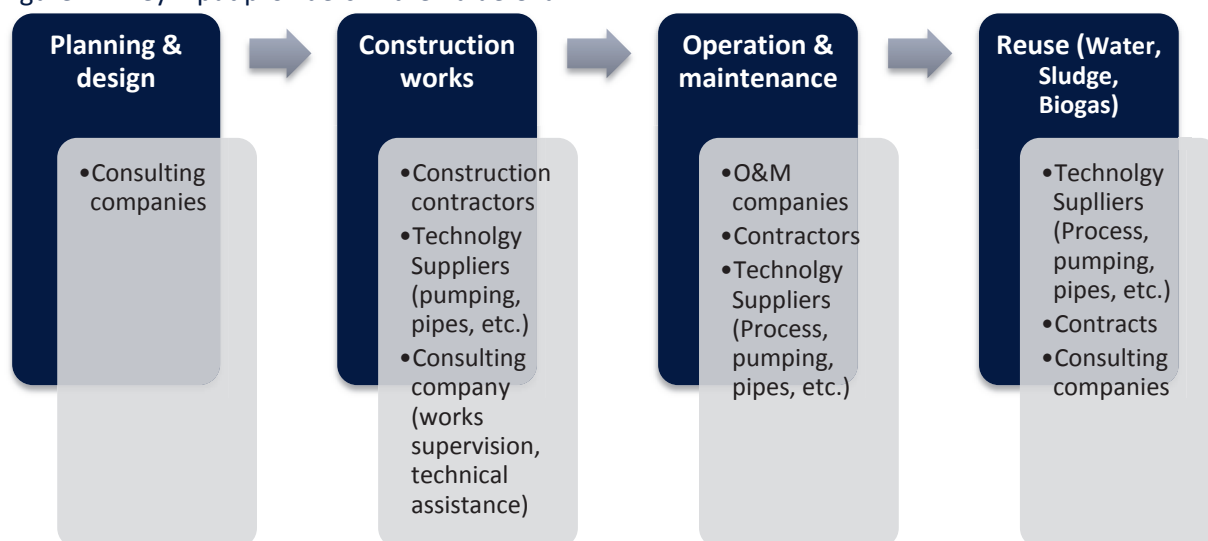 Planning &
design
•Consulting
companies
Construction
works
•Construction
contractors
•Technolgy
Suppliers
(pumping,
pipes, etc.)
•Consulting
company
(works
supervision,
technical
assistance)
Operation &
maintenance
•O&M
companies
•Contractors
•Technolgy
Suppliers
(Process,
pumping,
pipes, etc.)
Reuse (Water,
Sludge,
Biogas)
•Technolgy
Suplliers
(Process,
pumping,
pipes, etc.)
•Contracts
•Consulting
companies